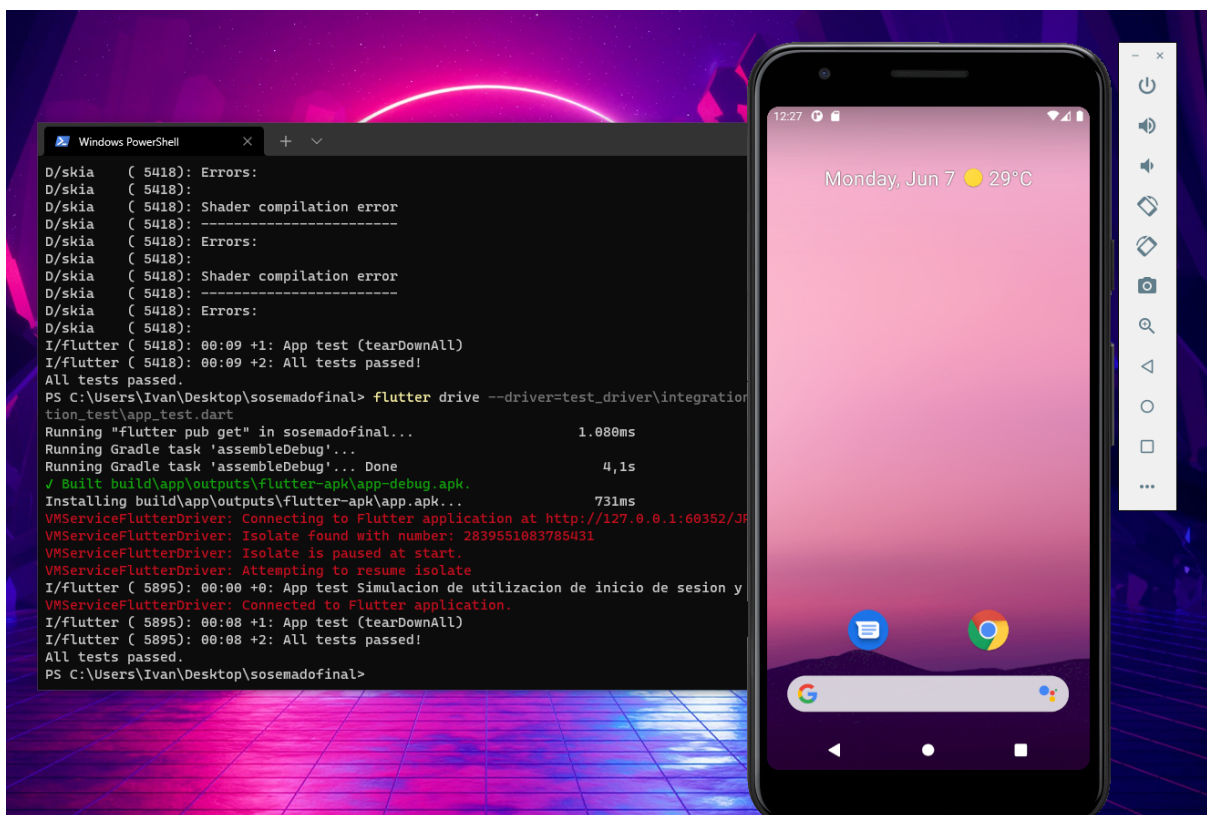 Windows PowerShell
D/skia    ( 5418): Errors:
D/skia    ( 5418):
D/skia    ( 5418): Shader compilation error
D/skia    ( 5418): ------------------------
D/skia    ( 5418): Errors:
D/skia    ( 5418):
D/skia    ( 5418): Shader compilation error
D/skia    ( 5418): ------------------------
D/skia    ( 5418): Errors:
D/skia    ( 5418):
I/flutter ( 5418): 00:09 +1: App test (tearDownAll)
I/flutter ( 5418): 00:09 +2: All tests passed!
All tests passed.
PS C:\Users\Ivan\Desktop\sosemadofinal> flutter drive --driver=test_driver\integration
tion_test\app_test.dart
Running "flutter pub get" in sosemadofinal... 1.080ms
Running Gradle task 'assembleDebug'...
Running Gradle task 'assembleDebug'... Done 4,1s
√ Built build\app\outputs\flutter-apk\app-debug.apk.
Installing build\app\outputs\flutter-apk\app.apk... 731ms
VMServiceFlutterDriver: Connecting to Flutter application at http://127.0.0.1:60352/
VMServiceFlutterDriver: Isolate found with number: 2839551083785431
VMServiceFlutterDriver: Isolate is paused at start.
VMServiceFlutterDriver: Attempting to resume isolate
I/flutter ( 5895): 00:00 +0: App test Simulacion de utilizacion de inicio de sesion y
VMServiceFlutterDriver: Connected to Flutter application.
I/flutter ( 5895): 00:08 +1: App test (tearDownAll)
I/flutter ( 5895): 00:08 +2: All tests passed!
All tests passed.
PS C:\Users\Ivan\Desktop\sosemadofinal>
12:27
Monday, Jun 7 29°C